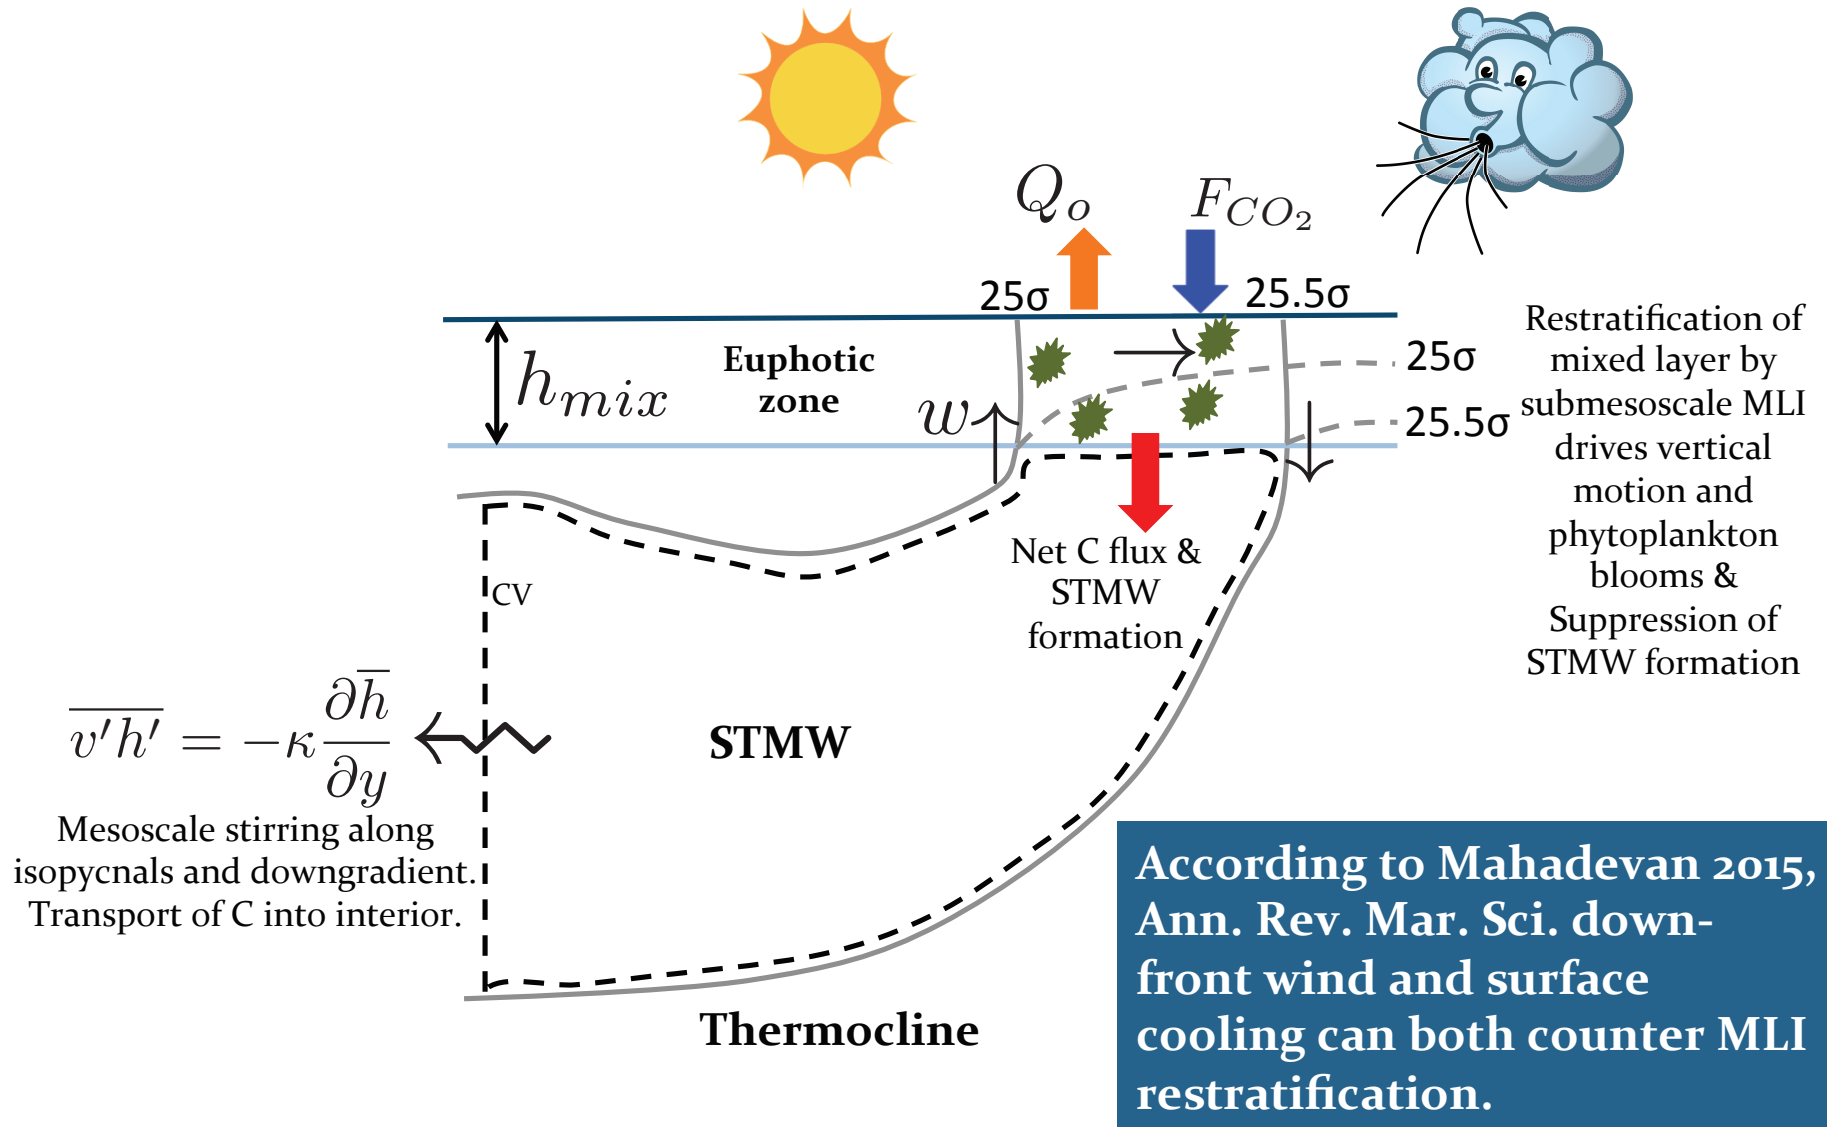 Q_o
F_{CO_2}
25σ
25.5σ
h_{mix}
Euphotic
zone
w
25σ
25.5σ
Restratification of
mixed layer by
submesoscale MLI
drives vertical
motion and
phytoplankton
blooms &
Suppression of
STMW formation
CV
Net C flux &
STMW
formation
\overline{v'h'} = -κ \frac{∂\overline{h}}{∂y}
Mesoscale stirring along
isopycnals and downgradient.
Transport of C into interior.
STMW
Thermocline
According to Mahadevan 2015,
Ann. Rev. Mar. Sci. down-
front wind and surface
cooling can both counter MLI
restratification.